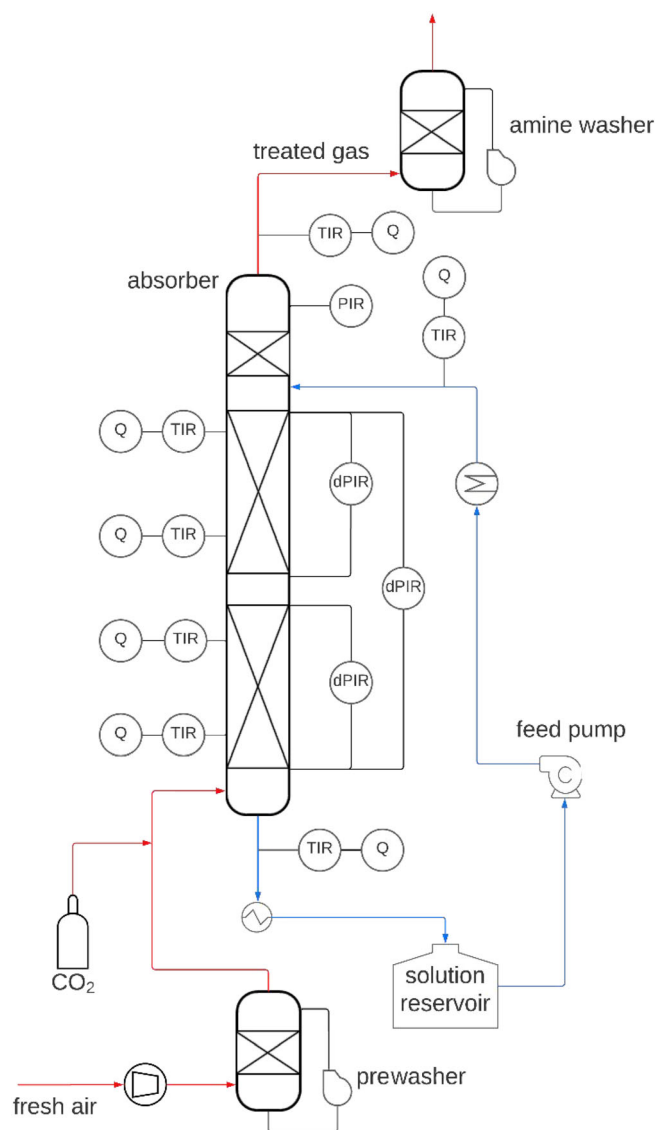 amine washer
treated gas
TIR
Q
Q
absorber
PIR
TIR
Q
TIR
dPIR
Q
TIR
dPIR
Q
TIR
dPIR
Q
TIR
feed pump
C
TIR
Q
CO₂
solution
reservoir
prewasher
fresh air